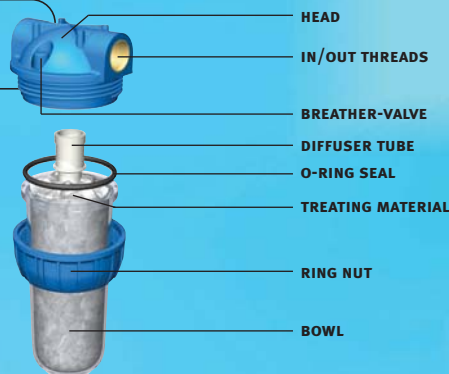 HEAD
IN/OUT THREADS
BREATHER-VALVE
DIFFUSER TUBE
O-RING SEAL
TREATING MATERIAL
RING NUT
BOWL